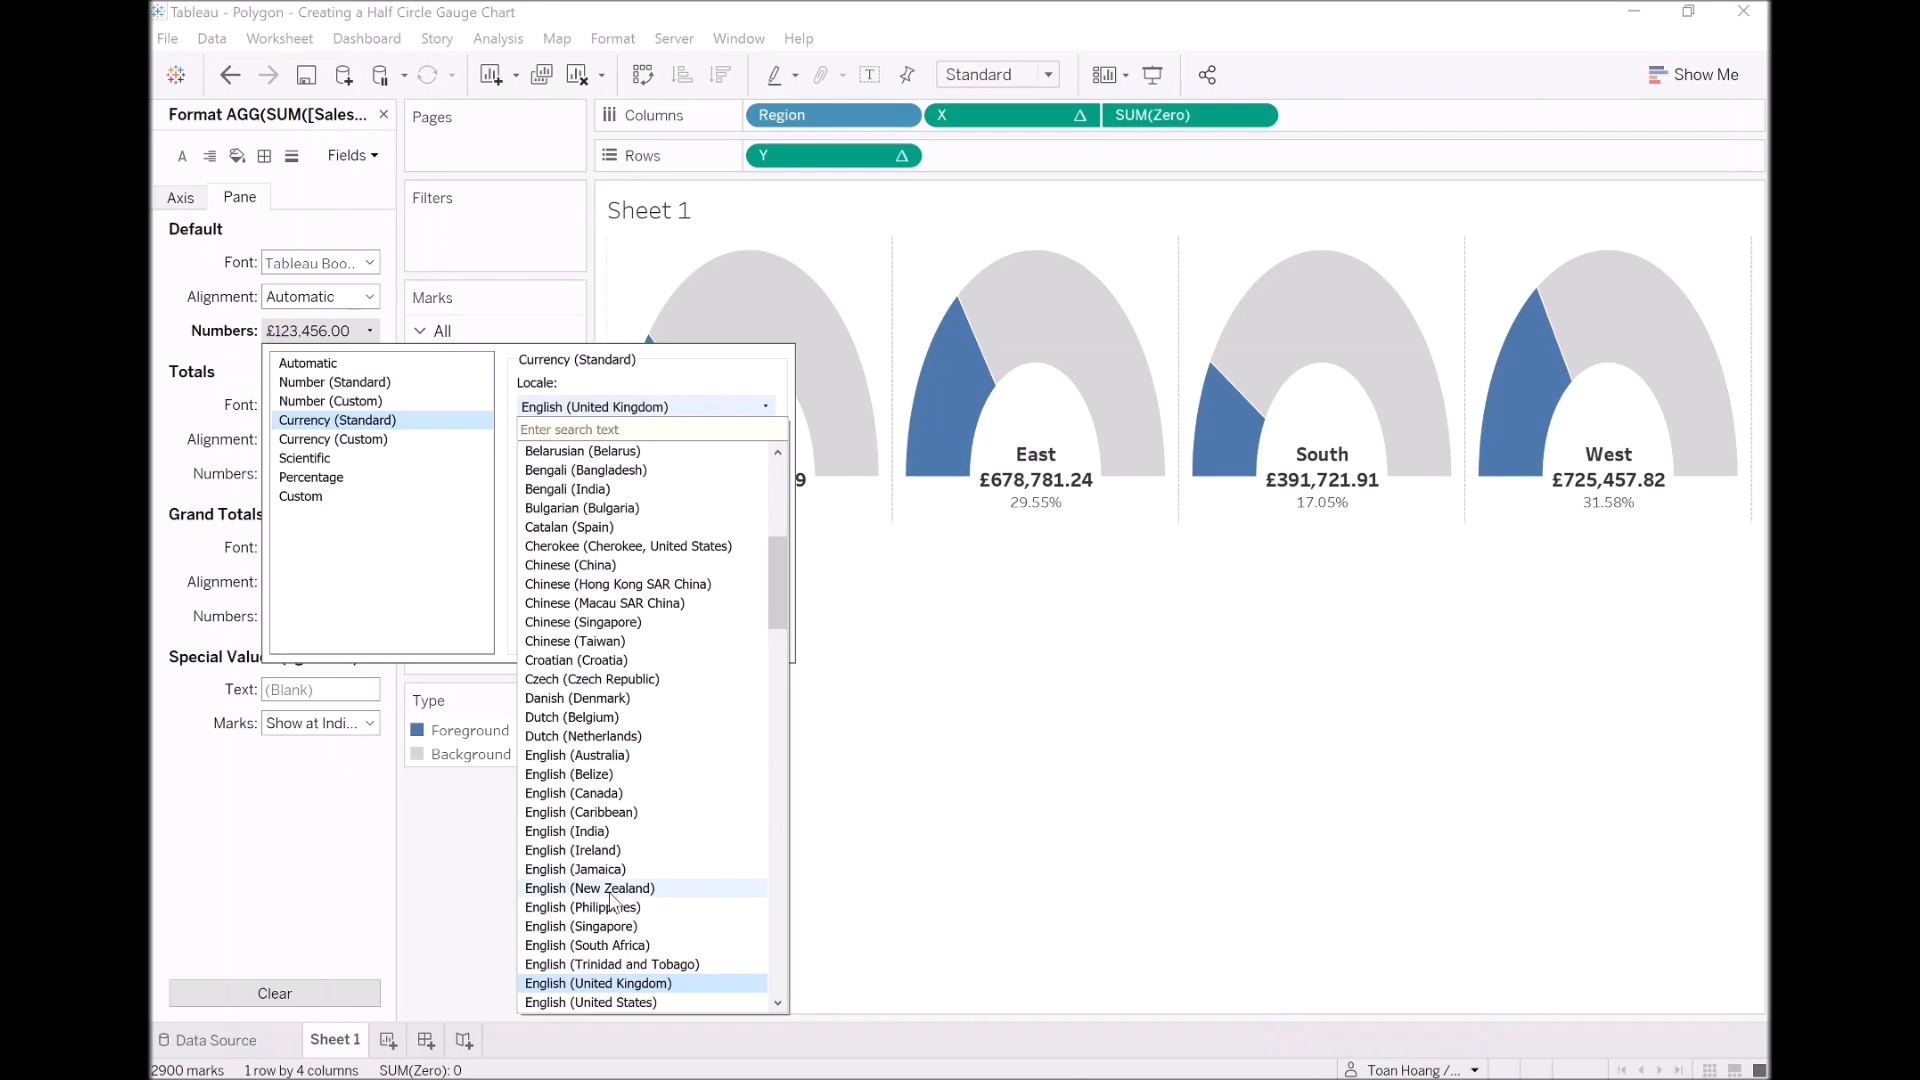 Tableau - Polygon - Creating a Half Circle Gauge Chart
File Data Worksheet Dashboard Story Analysis Map Format Server Window Help
Standard
Show Me
Format AGG(SUM([Sales...
Fields
Axis Pane
Default
Font: Tableau Boo..
Alignment: Automatic
Numbers: £123,456.00
Totals
Font:
Alignment:
Numbers:
Grand Totals
Font:
Alignment:
Numbers:
Text: (Blank)
Marks: Show at Indi...
Clear
Pages
Filters
Marks
All
Type
Foreground
Background
Automatic
Number (Standard)
Number (Custom)
Currency (Standard)
Currency (Custom)
Scientific
Percentage
Custom
Currency (Standard)
Locale:
English (United Kingdom)
Enter search text
Belarusian (Belarus)
Bengali (Bangladesh)
Bengali (India)
Bulgarian (Bulgaria)
Catalan (Spain)
Cherokee (Cherokee, United States)
Chinese (China)
Chinese (Hong Kong SAR China)
Chinese (Macau SAR China)
Chinese (Singapore)
Chinese (Taiwan)
Croatian (Croatia)
Czech (Czech Republic)
Danish (Denmark)
Dutch (Belgium)
Dutch (Netherlands)
English (Australia)
English (Belize)
English (Canada)
English (Caribbean)
English (India)
English (Ireland)
English (Jamaica)
English (New Zealand)
English (Philippines)
English (Singapore)
English (South Africa)
English (Trinidad and Tobago)
English (United Kingdom)
English (United States)
Columns Region X SUM(Zero)
Rows Y
Sheet 1
9
East
£678,781.24
29.55%
South
£391,721.91
17.05%
West
£725,457.82
31.58%
Data Source Sheet 1
2900 marks 1 row by 4 columns SUM(Zero): 0
Toan Hoang /...